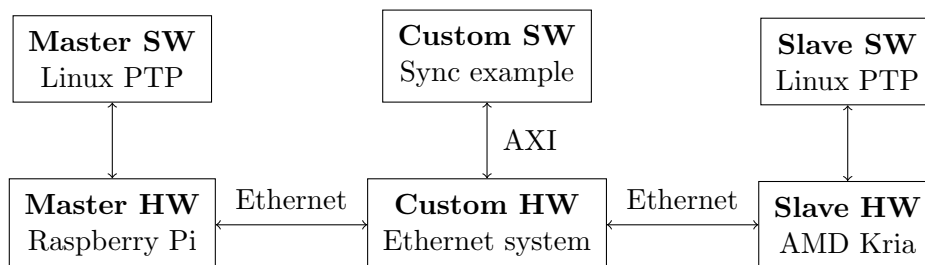 Master SW
Linux PTP
Custom SW
Sync example
Slave SW
Linux PTP
AXI
Master HW
Raspberry Pi
Ethernet
Custom HW
Ethernet system
Ethernet
Slave HW
AMD Kria